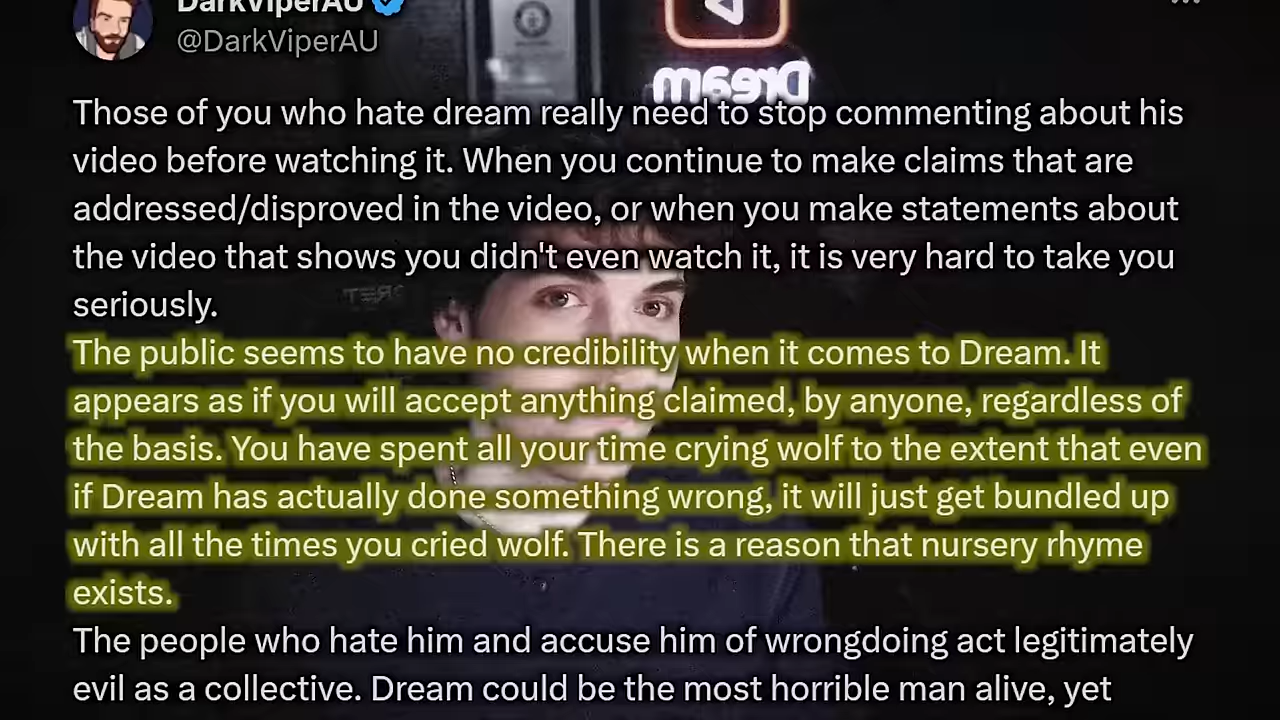 DarkViperAU
@DarkViperAU
Dream
Those of you who hate dream really need to stop commenting about his
video before watching it. When you continue to make claims that are
addressed/disproved in the video, or when you make statements about
the video that shows you didn't even watch it, it is very hard to take you
seriously.
The public seems to have no credibility when it comes to Dream. It
appears as if you will accept anything claimed, by anyone, regardless of
the basis. You have spent all your time crying wolf to the extent that even
if Dream has actually done something wrong, it will just get bundled up
with all the times you cried wolf. There is a reason that nursery rhyme
exists.
The people who hate him and accuse him of wrongdoing act legitimately
evil as a collective. Dream could be the most horrible man alive, yet